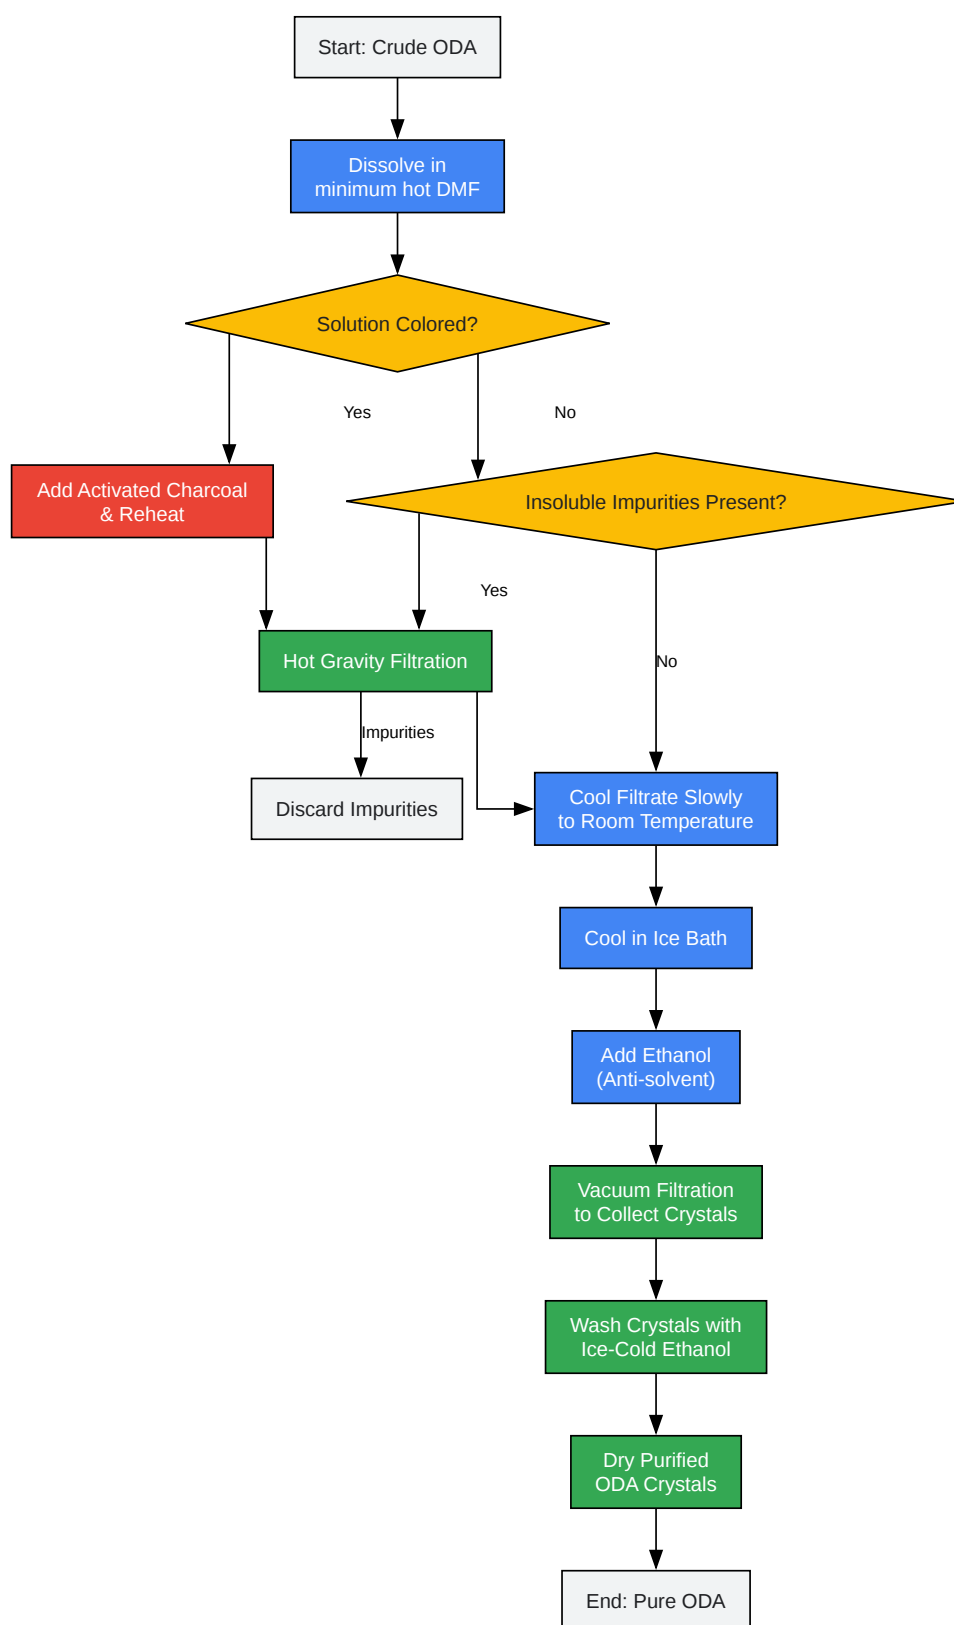 Start: Crude ODA
Dissolve in
minimum hot DMF
Solution Colored?
Yes
No
Add Activated Charcoal
& Reheat
Insoluble Impurities Present?
Yes
Hot Gravity Filtration
No
Impurities
Discard Impurities
Cool Filtrate Slowly
to Room Temperature
Cool in Ice Bath
Add Ethanol
(Anti-solvent)
Vacuum Filtration
to Collect Crystals
Wash Crystals with
Ice-Cold Ethanol
Dry Purified
ODA Crystals
End: Pure ODA